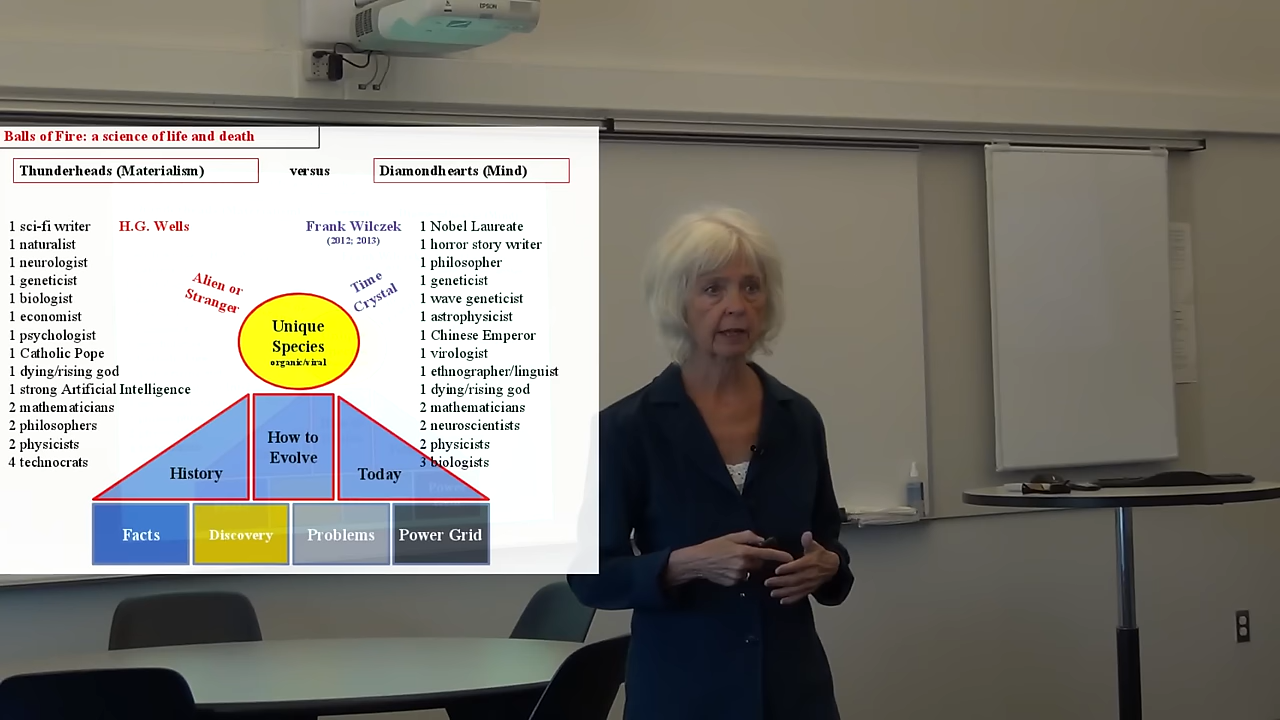 EPSON
Balls of Fire: a science of life and death
Thunderheads (Materialism)
versus
Diamondhearts (Mind)
1 sci-fi writer
H.G. Wells
1 naturalist
1 neurologist
1 geneticist
1 biologist
1 economist
1 psychologist
1 Catholic Pope
1 dying/rising god
1 strong Artificial Intelligence
2 mathematicians
2 philosophers
2 physicists
4 technocrats
Frank Wilczek
(2012; 2013)
Alien or
Stranger
Time
Crystal
Unique
Species
organic/viral
1 Nobel Laureate
1 horror story writer
1 philosopher
1 geneticist
1 wave geneticist
1 astrophysicist
1 Chinese Emperor
1 virologist
1 ethnographer/linguist
1 dying/rising god
2 mathematicians
2 neuroscientists
2 physicists
3 biologists
History
How to
Evolve
Today
Facts
Discovery
Problems
Power Grid